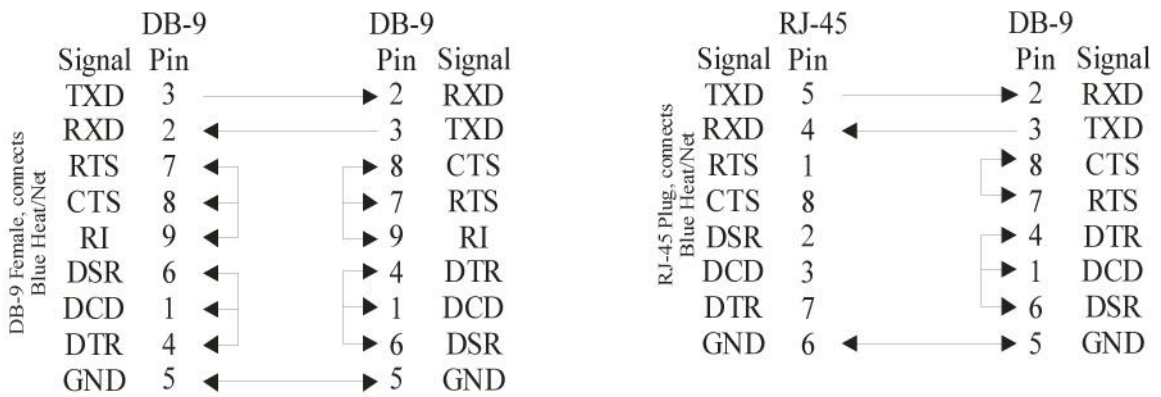 DB-9 DB-9
Signal Pin Pin Signal
TXD 3 2 RXD
RXD 2 3 TXD
RTS 7 8 CTS
CTS 8 7 RTS
RI 9 9 RI
DSR 6 4 DTR
DCD 1 1 DCD
DTR 4 6 DSR
GND 5 5 GND
DB-9 Female, connects
Blue Heat/Net
RJ-45 DB-9
Signal Pin Pin Signal
TXD 5 2 RXD
RXD 4 3 TXD
RTS 1 8 CTS
CTS 8 7 RTS
DSR 2 4 DTR
DCD 3 1 DCD
DTR 7 6 DSR
GND 6 5 GND
RJ-45 Plug, connects
Blue Heat/Net